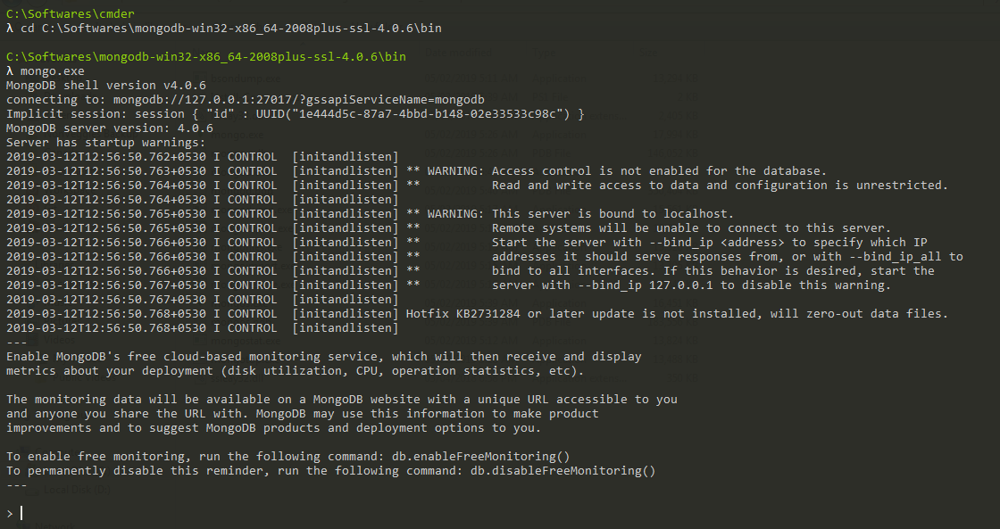 C:\Softwares\cmder
λ cd C:\Softwares\mongodb-win32-x86_64-2008plus-ssl-4.0.6\bin
C:\Softwares\mongodb-win32-x86_64-2008plus-ssl-4.0.6\bin
λ mongo.exe
MongoDB shell version v4.0.6
connecting to: mongodb://127.0.0.1:27017/?gssapiServiceName=mongodb
Implicit session: session { "id" : UUID("1e444d5c-87a7-4bbd-b148-02e33533c98c") }
MongoDB server version: 4.0.6
Server has startup warnings:
2019-03-12T12:56:50.762+0530 I CONTROL  [initandlisten]
2019-03-12T12:56:50.763+0530 I CONTROL  [initandlisten] ** WARNING: Access control is not enabled for the database.
2019-03-12T12:56:50.764+0530 I CONTROL  [initandlisten] **          Read and write access to data and configuration is unrestricted.
2019-03-12T12:56:50.764+0530 I CONTROL  [initandlisten]
2019-03-12T12:56:50.765+0530 I CONTROL  [initandlisten] ** WARNING: This server is bound to localhost.
2019-03-12T12:56:50.765+0530 I CONTROL  [initandlisten] **          Remote systems will be unable to connect to this server.
2019-03-12T12:56:50.766+0530 I CONTROL  [initandlisten] **          Start the server with --bind_ip <address> to specify which IP
2019-03-12T12:56:50.766+0530 I CONTROL  [initandlisten] **          addresses it should serve responses from, or with --bind_ip_all to
2019-03-12T12:56:50.766+0530 I CONTROL  [initandlisten] **          bind to all interfaces. If this behavior is desired, start the
2019-03-12T12:56:50.767+0530 I CONTROL  [initandlisten] **          server with --bind_ip 127.0.0.1 to disable this warning.
2019-03-12T12:56:50.767+0530 I CONTROL  [initandlisten]
2019-03-12T12:56:50.768+0530 I CONTROL  [initandlisten] Hotfix KB2731284 or later update is not installed, will zero-out data files.
2019-03-12T12:56:50.768+0530 I CONTROL  [initandlisten]
---
Enable MongoDB's free cloud-based monitoring service, which will then receive and display
metrics about your deployment (disk utilization, CPU, operation statistics, etc).
The monitoring data will be available on a MongoDB website with a unique URL accessible to you
and anyone you share the URL with. MongoDB may use this information to make product
improvements and to suggest MongoDB products and deployment options to you.
To enable free monitoring, run the following command: db.enableFreeMonitoring()
To permanently disable this reminder, run the following command: db.disableFreeMonitoring()
---
Local Disk (D:)
>